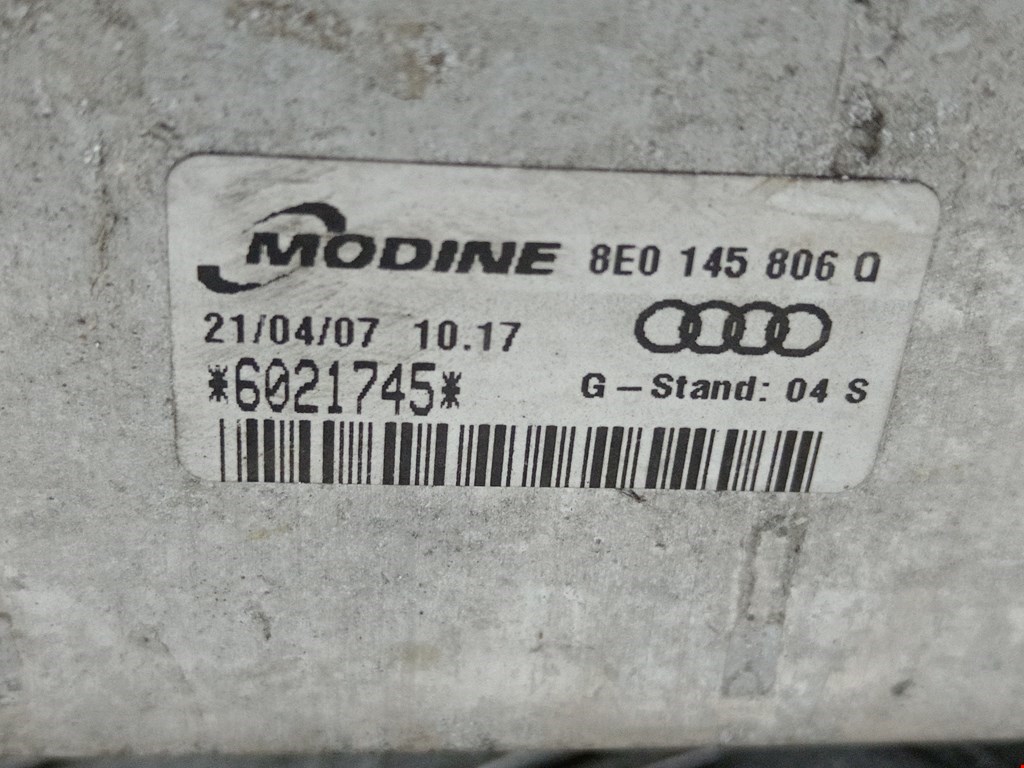 MODINE 8E0 145 806 Q
21/04/07 10.17
*6021745*
G-Stand: 04 S